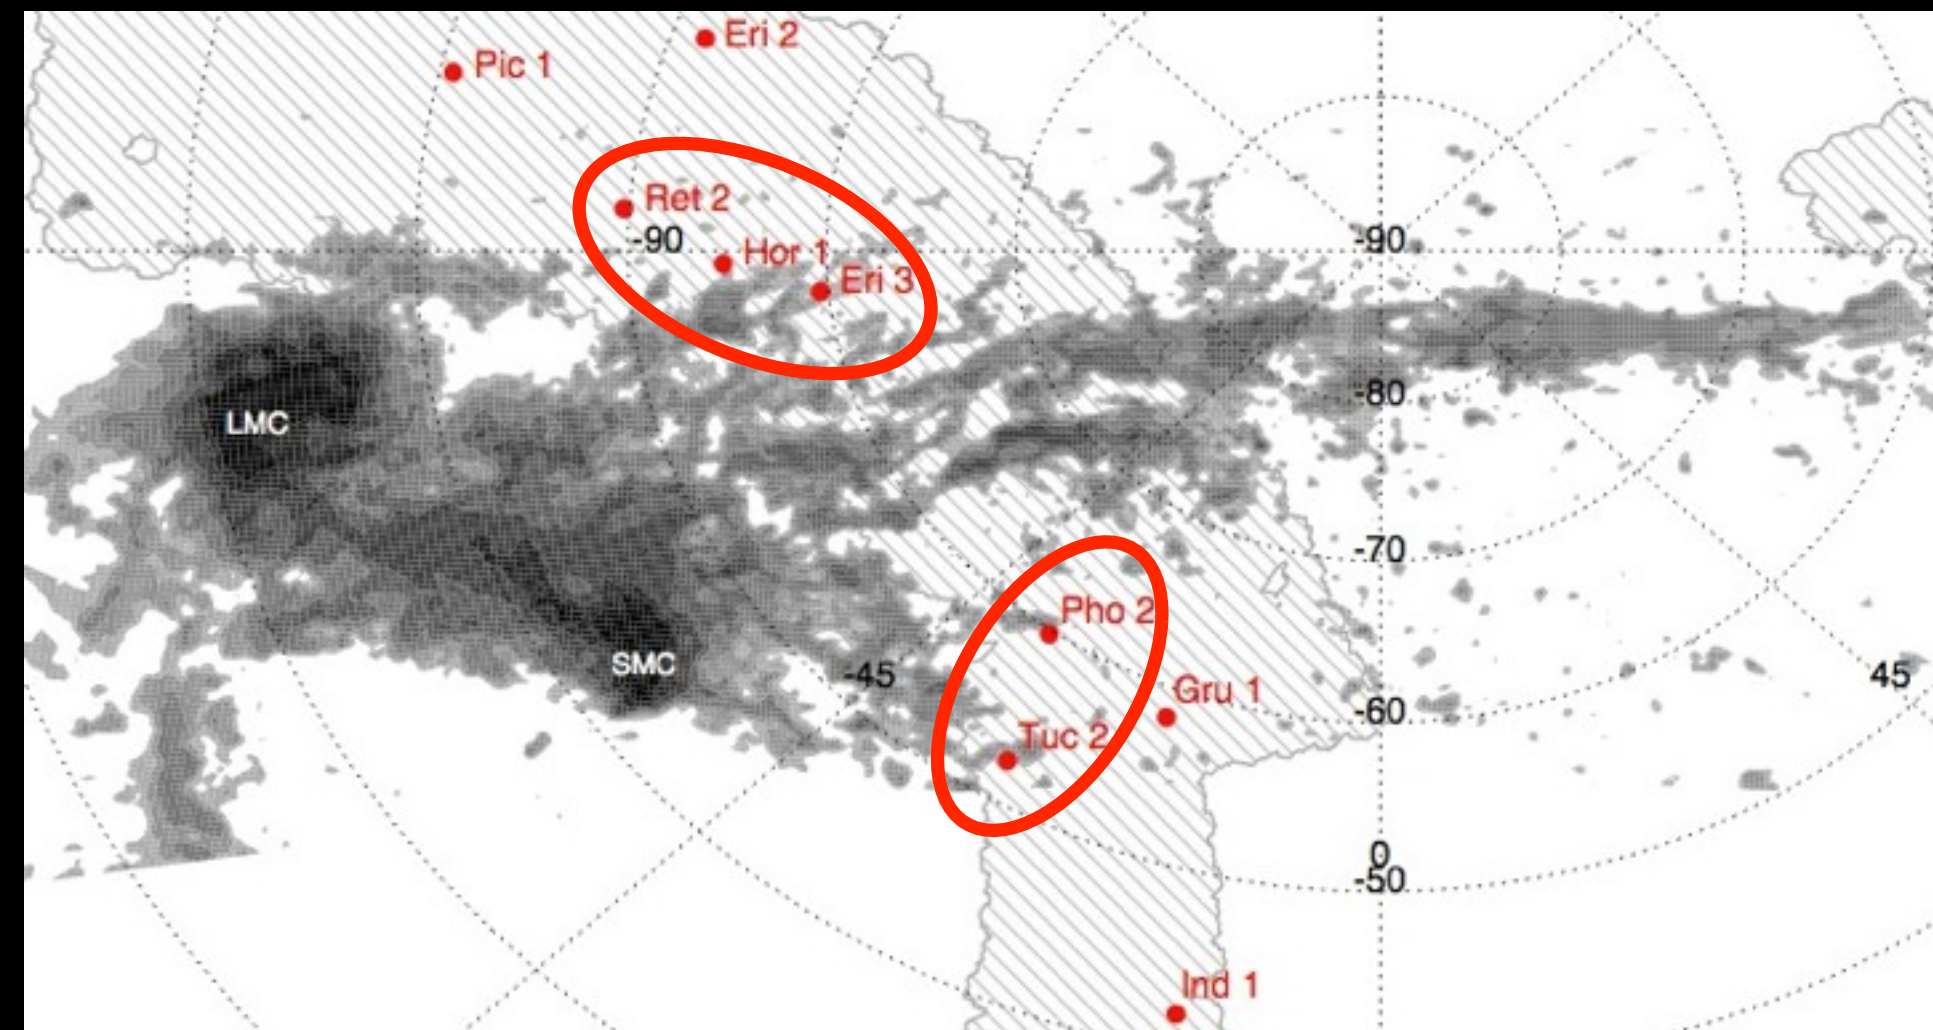 Eri 2
Pic 1
Ret 2
-90
-90
Hor 1
Eri 3
-80
LMC
-70
Pho 2
SMC
-45
45
Gru 1
-60
Tuc 2
0
-50
Ind 1